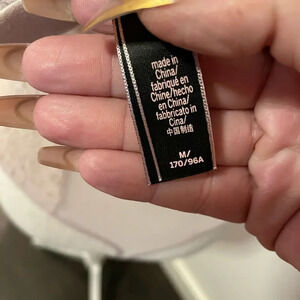 made in
China/
fabriqué en
Chine/hecho
en China/
fabbricato in
Cina/
中国制造
M/
170/96A